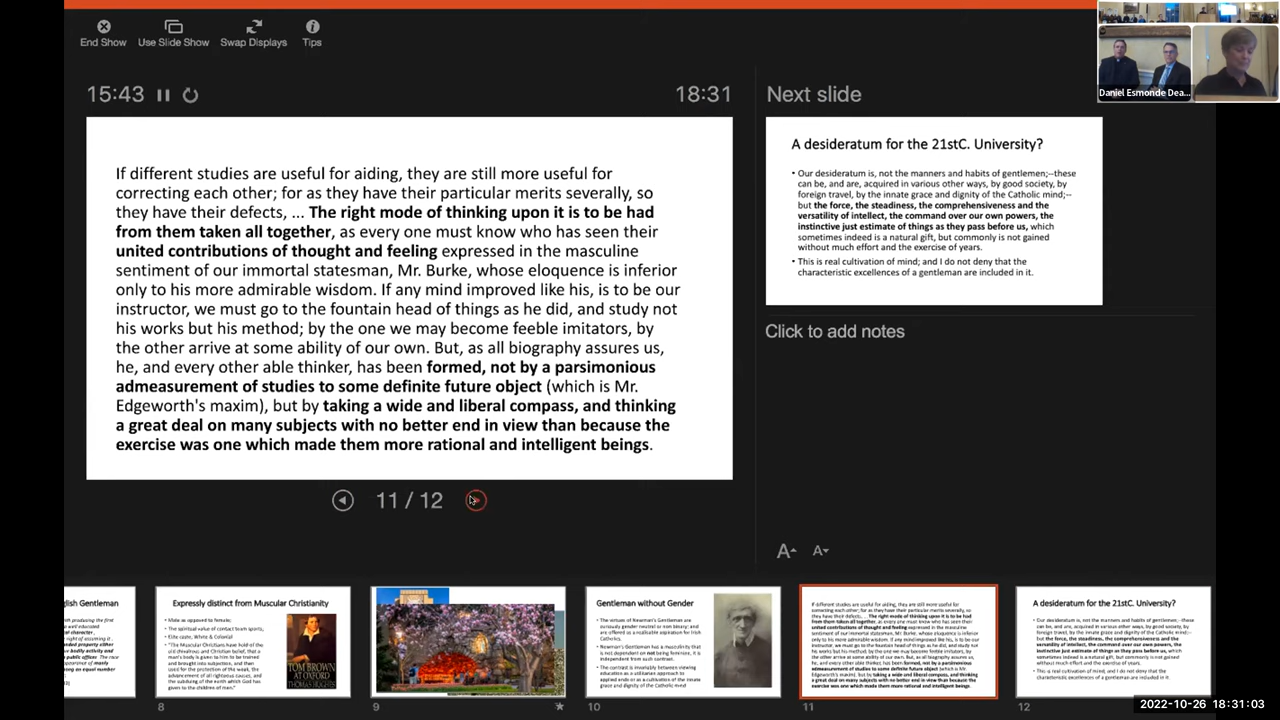 End Show
Use Slide Show
Swap Displays
Tips
15:43
18:31
If different studies are useful for aiding, they are still more useful for
correcting each other; for as they have their particular merits severally, so
they have their defects, ... The right mode of thinking upon it is to be had
from them taken all together, as every one must know who has seen their
united contributions of thought and feeling expressed in the masculine
sentiment of our immortal statesman, Mr. Burke, whose eloquence is inferior
only to his more admirable wisdom. If any mind improved like his, is to be our
instructor, we must go to the fountain head of things as he did, and study not
his works but his method; by the one we may become feeble imitators, by
the other arrive at some ability of our own. But, as all biography assures us,
he, and every other able thinker, has been formed, not by a parsimonious
admeasurement of studies to some definite future object (which is Mr.
Edgeworth's maxim), but by taking a wide and liberal compass, and thinking
a great deal on many subjects with no better end in view than because the
exercise was one which made them more rational and intelligent beings.
11 / 12
Next slide
A desideratum for the 21stC. University?
• Our desideratum is, not the manners and habits of gentlemen;--these
can be, and are, acquired in various other ways, by good society, by
foreign travel, by the innate grace and dignity of the Catholic mind;--
but the force, the steadiness, the comprehensiveness and the
versatility of intellect, the command over our own powers, the
instinctive just estimate of things as they pass before us, which
sometimes indeed is a natural gift, but commonly is not gained
without much effort and the exercise of years.
• This is real cultivation of mind; and I do not deny that the
characteristic excellences of a gentleman are included in it.
Click to add notes
A A
Daniel Esmonde Dea...
glish Gentleman
Expressly distinct from Muscular Christianity
• Male as opposed to female;
• The spiritual value of contact team sports;
• Elite caste, White & Colonial
TOM BROWN
AT OXFORD
THOMAS HUGHES
8
9
Gentleman without Gender
10
11
A desideratum for the 21stC. University?
12
2022-10-26 18:31:03